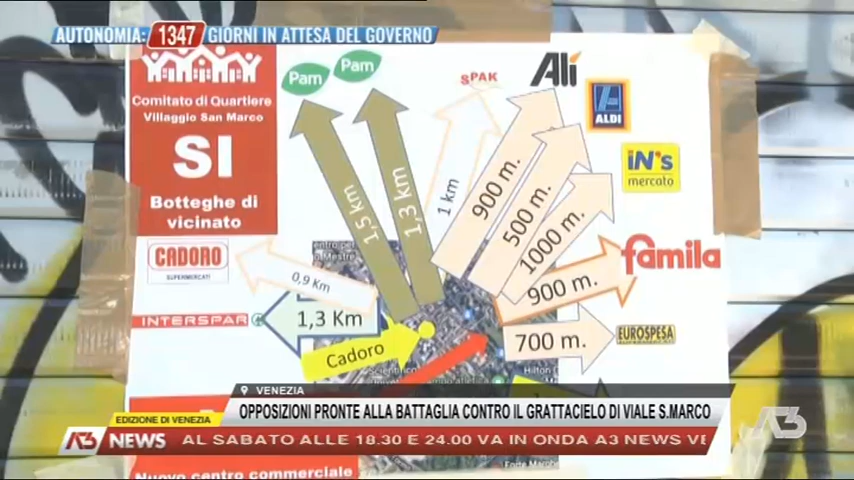 AUTONOMIA: 1347 GIORNI IN ATTESA DEL GOVERNO
SI
Comitato di Quartiere
Villaggio San Marco
SI
Botteghe di
vicinato
Pam
Pam
SPAK
Alí
ALDI
iN's
mercato
famila
EUROSPESA
SUPERMERCATI
CADORO
SUPERMERCATI
INTERSPAR
1,5 km
1,3 km
1 km
900 m.
500 m.
1000 m.
900 m.
700 m.
0,9 Km
1,3 Km
Cadoro
Hilton
VENEZIA
OPPOSIZIONI PRONTE ALLA BATTAGLIA CONTRO IL GRATTACIELO DI VIALE S.MARCO
EDIZIONE DI VENEZIA
A3 NEWS
AL SABATO ALLE 18.30 E 24.00 VA IN ONDA A3 NEWS VE
A3
Nuovo centro commerciale